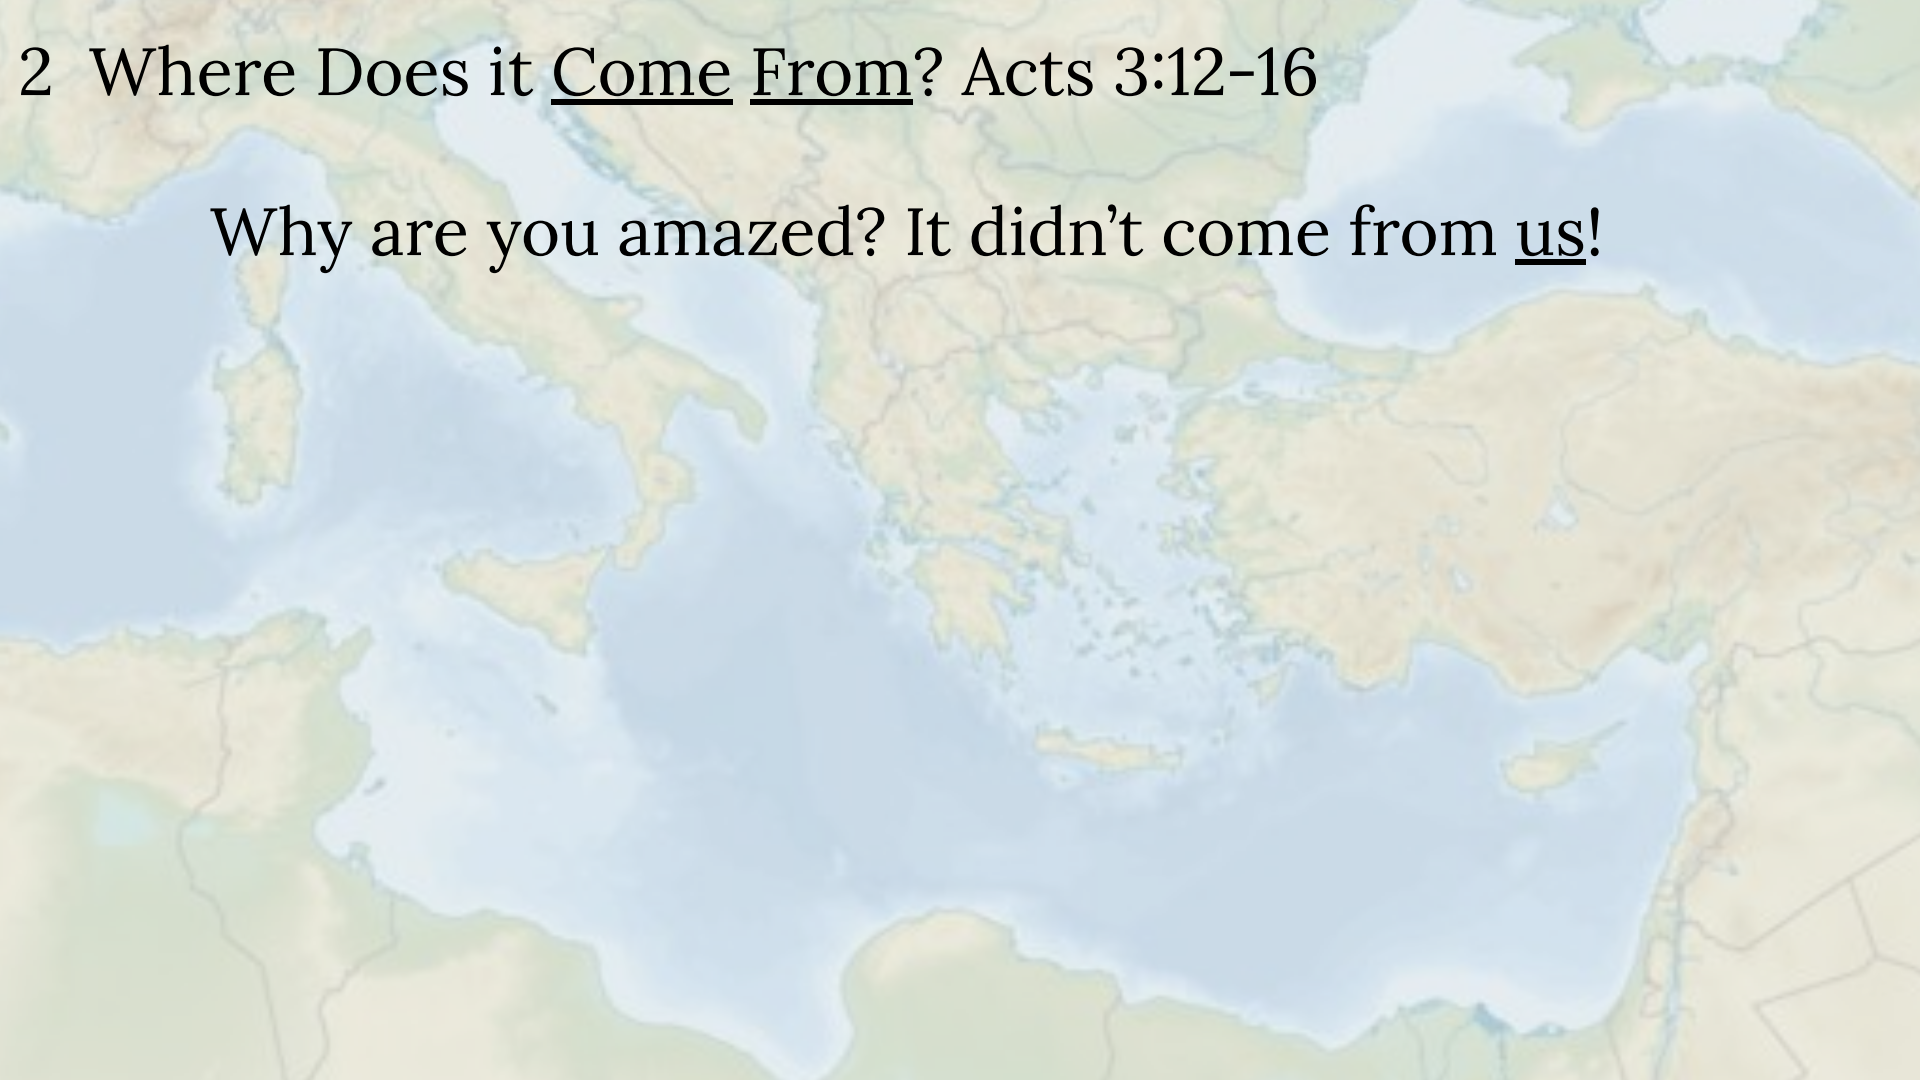 2 Where Does it Come From? Acts 3:12-16
Why are you amazed? It didn’t come from us!